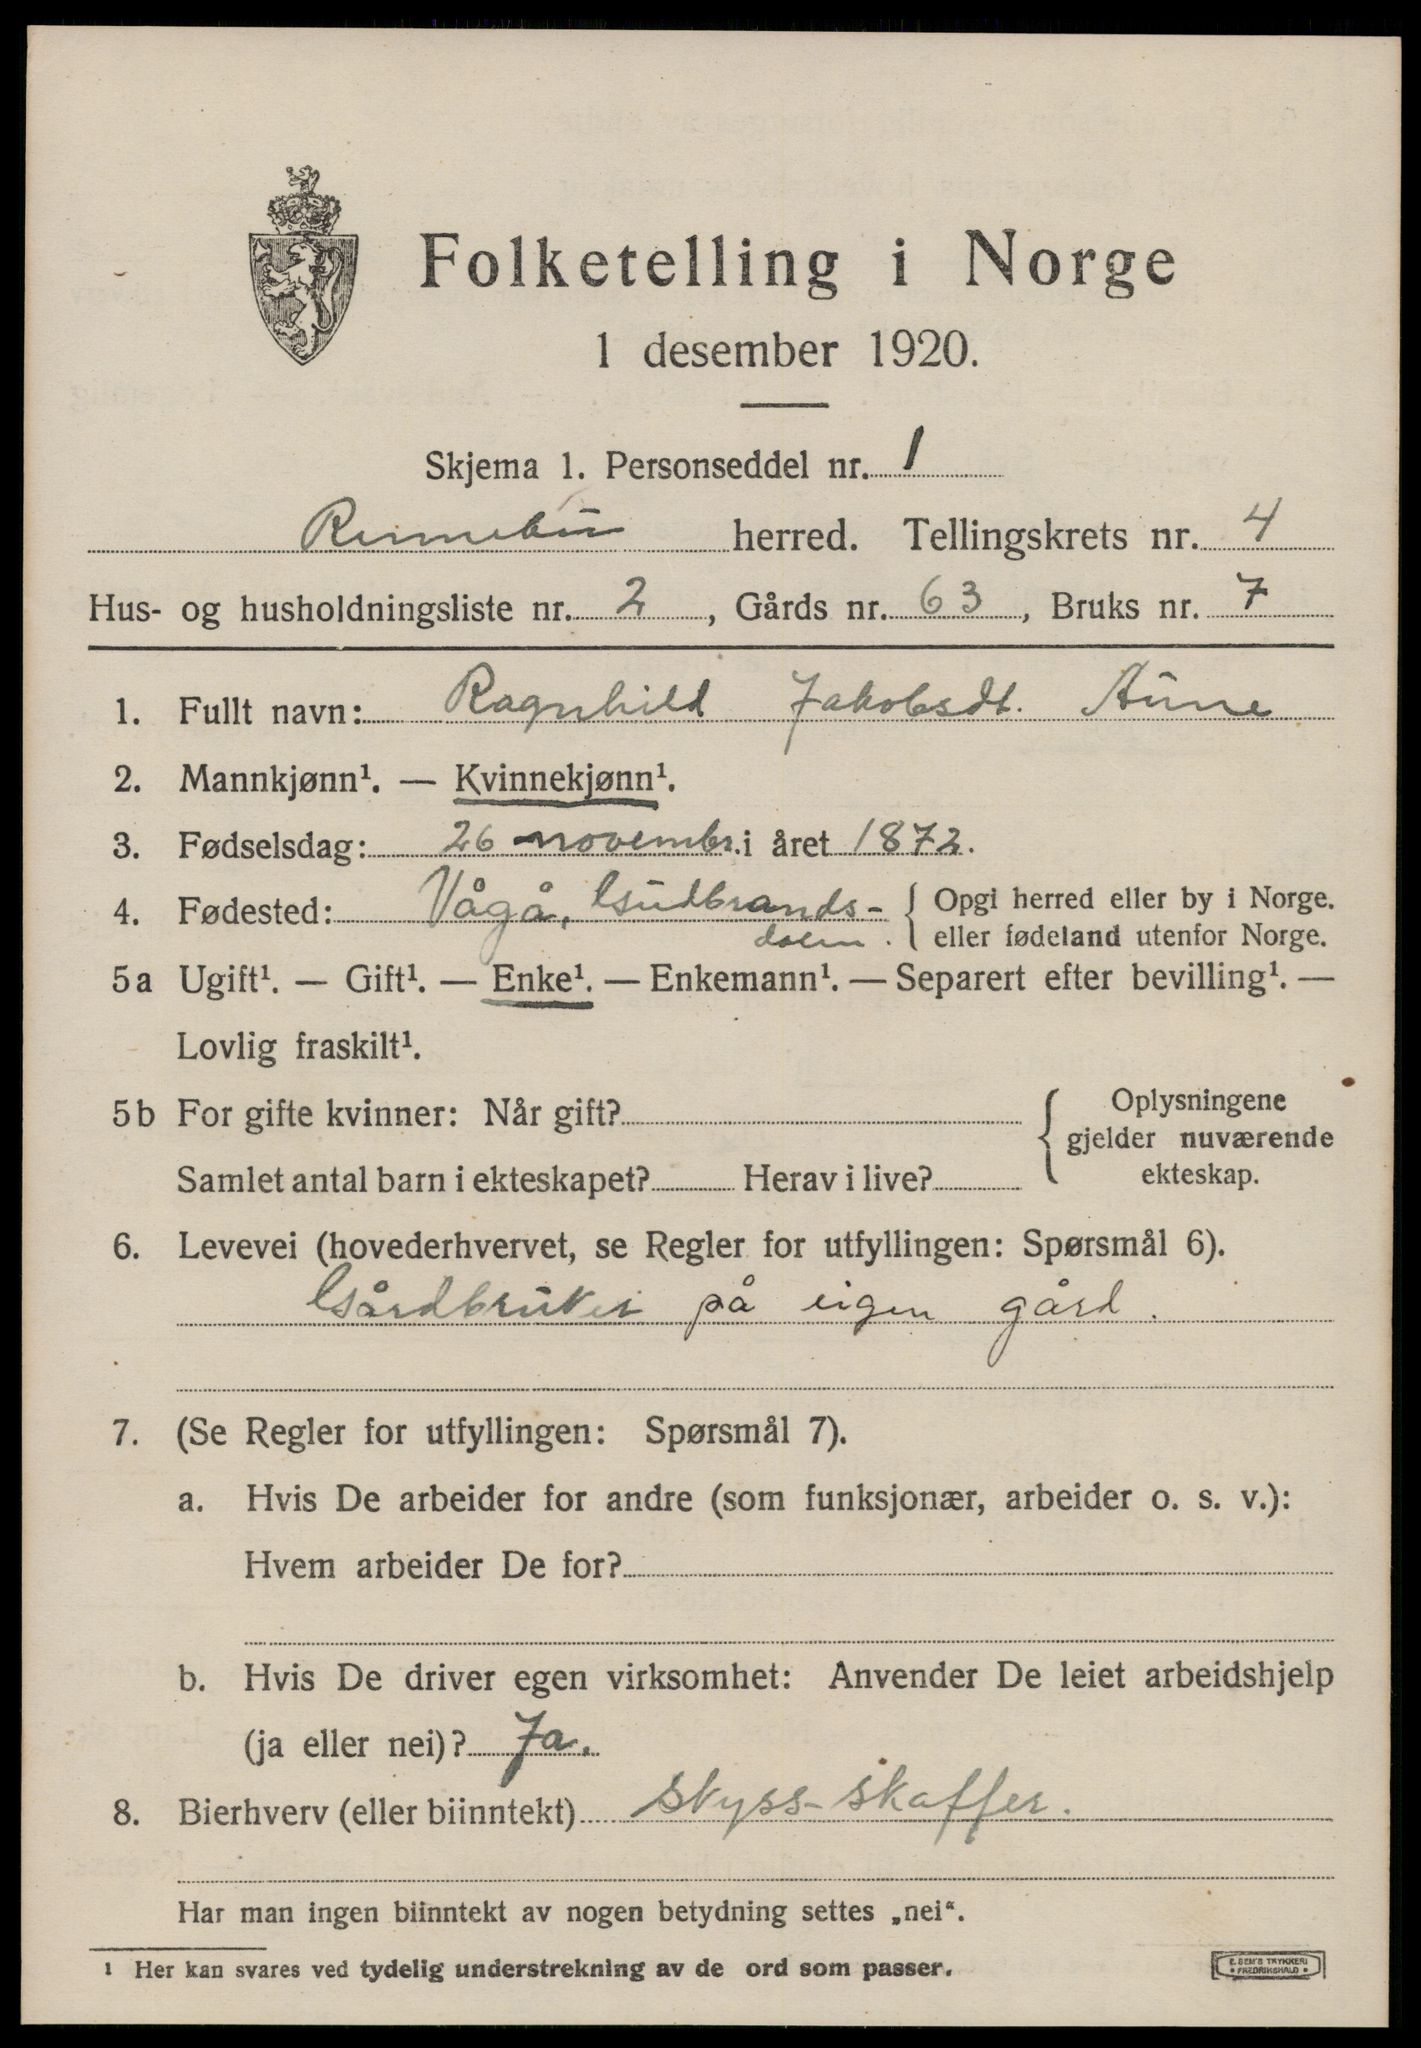 Folketelling i Norge
1 desember 1920.
Skjema 1. Personseddel nr. 1
Rennebu herred. Tellingskrets nr. 4
Hus- og husholdningsliste nr. 2, Gårds nr. 63, Bruks nr. 7
1. Fullt navn: Ragnhild Jakobsdt. Aune
2. Mannkjønn¹. — Kvinnekjønn¹.
3. Fødselsdag: 26 novembr. i året 1872.
4. Fødested: Vågå, Gudbrands- { Opgi herred eller by i Norge.
dalen. eller fødeland utenfor Norge.
5a Ugift¹. — Gift¹. — Enke¹. — Enkemann¹. — Separert efter bevilling¹. —
Lovlig fraskilt¹.
5b For gifte kvinner: Når gift? { Oplysningene
gjelder nuværende
Samlet antal barn i ekteskapet? Herav i live? ekteskap.
6. Levevei (hovederhvervet, se Regler for utfyllingen: Spørsmål 6).
Gårdbruker på eigen gård.
7. (Se Regler for utfyllingen: Spørsmål 7).
a. Hvis De arbeider for andre (som funksjonær, arbeider o. s. v.):
Hvem arbeider De for?
b. Hvis De driver egen virksomhet: Anvender De leiet arbeidshjelp
(ja eller nei)? Ja.
8. Bierhverv (eller biinntekt) skyss-skaffer.
Har man ingen biinntekt av nogen betydning settes „nei“.
¹ Her kan svares ved tydelig understrekning av de ord som passer.
E. SEM'S TRYKKERI
• FREDRIKSHALD •